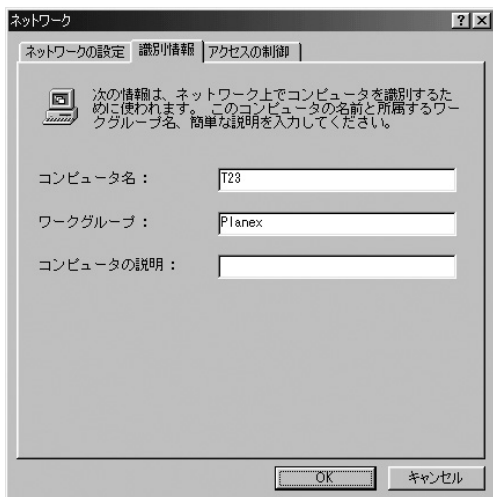 ネットワーク
ネットワークの設定 識別情報 アクセスの制御
次の情報は、ネットワーク上でコンピュータを識別するた
めに使われます。 このコンピュータの名前と所属するワー
クグループ名、簡単な説明を入力してください。
コンピュータ名： T23
ワークグループ： Planex
コンピュータの説明：
OK キャンセル